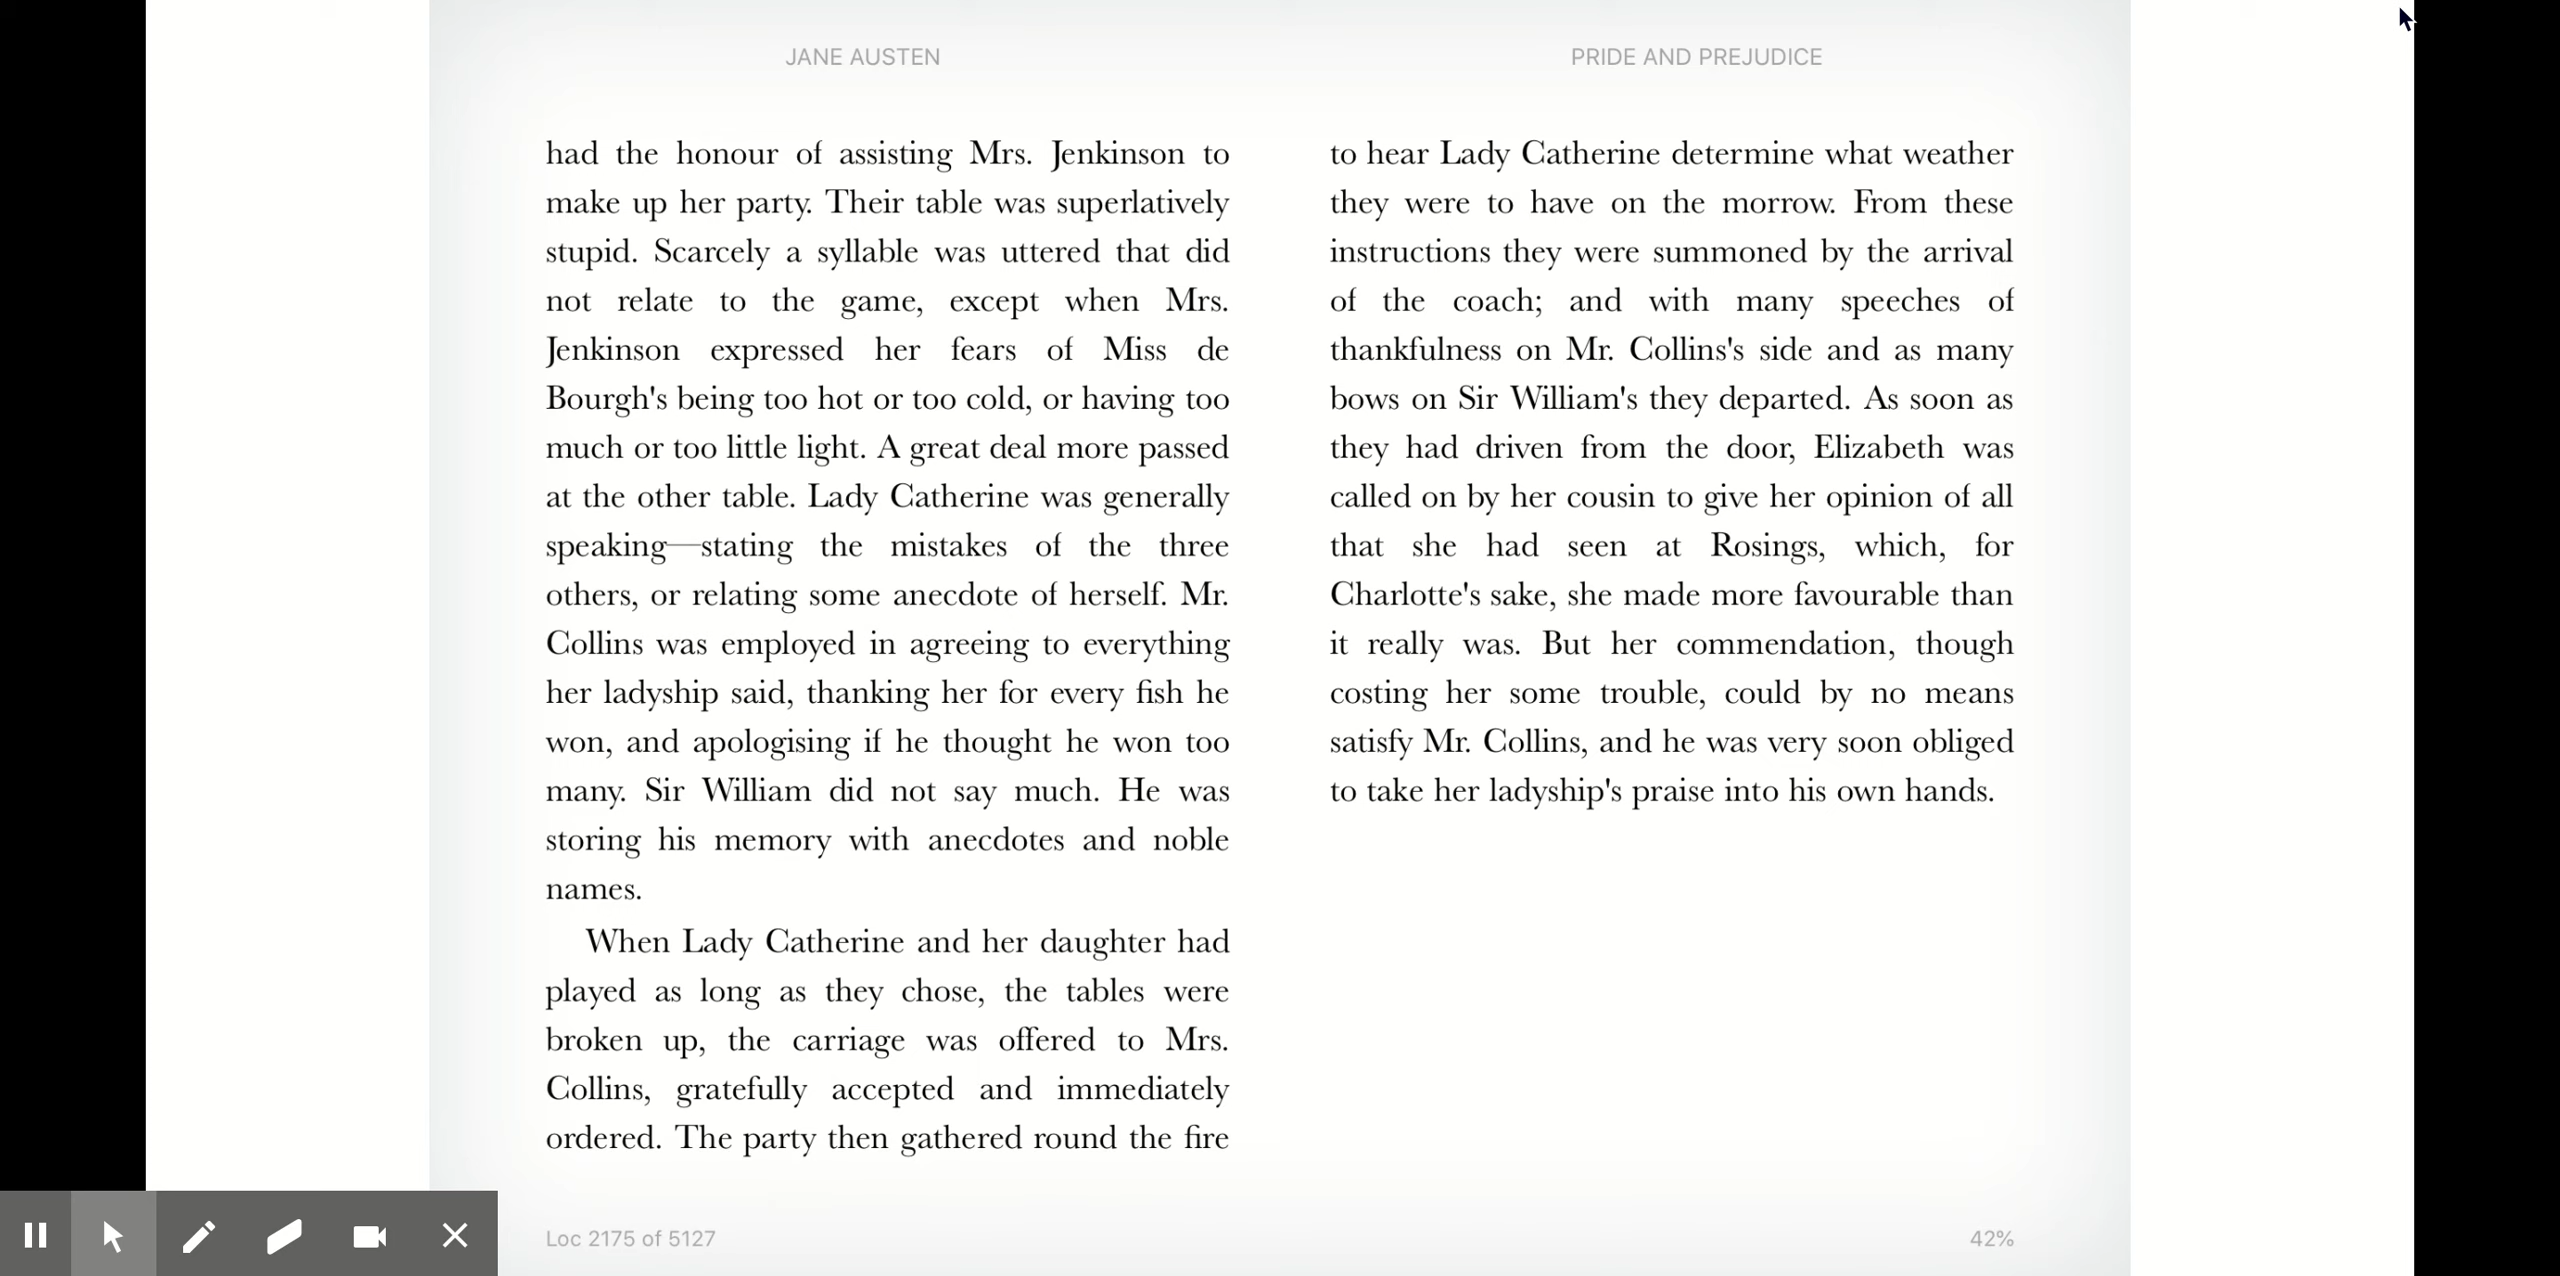 JANE AUSTEN
had the honour of assisting Mrs. Jenkinson to
make up her party. Their table was superlatively
stupid. Scarcely a syllable was uttered that did
not relate to the game, except when Mrs.
Jenkinson expressed her fears of Miss de
Bourgh's being too hot or too cold, or having too
much or too little light. A great deal more passed
at the other table. Lady Catherine was generally
speaking—stating the mistakes of the three
others, or relating some anecdote of herself. Mr.
Collins was employed in agreeing to everything
her ladyship said, thanking her for every fish he
won, and apologising if he thought he won too
many. Sir William did not say much. He was
storing his memory with anecdotes and noble
names.
When Lady Catherine and her daughter had
played as long as they chose, the tables were
broken up, the carriage was offered to Mrs.
Collins, gratefully accepted and immediately
ordered. The party then gathered round the fire
Loc 2175 of 5127
PRIDE AND PREJUDICE
to hear Lady Catherine determine what weather
they were to have on the morrow. From these
instructions they were summoned by the arrival
of the coach; and with many speeches of
thankfulness on Mr. Collins's side and as many
bows on Sir William's they departed. As soon as
they had driven from the door, Elizabeth was
called on by her cousin to give her opinion of all
that she had seen at Rosings, which, for
Charlotte's sake, she made more favourable than
it really was. But her commendation, though
costing her some trouble, could by no means
satisfy Mr. Collins, and he was very soon obliged
to take her ladyship's praise into his own hands.
42%